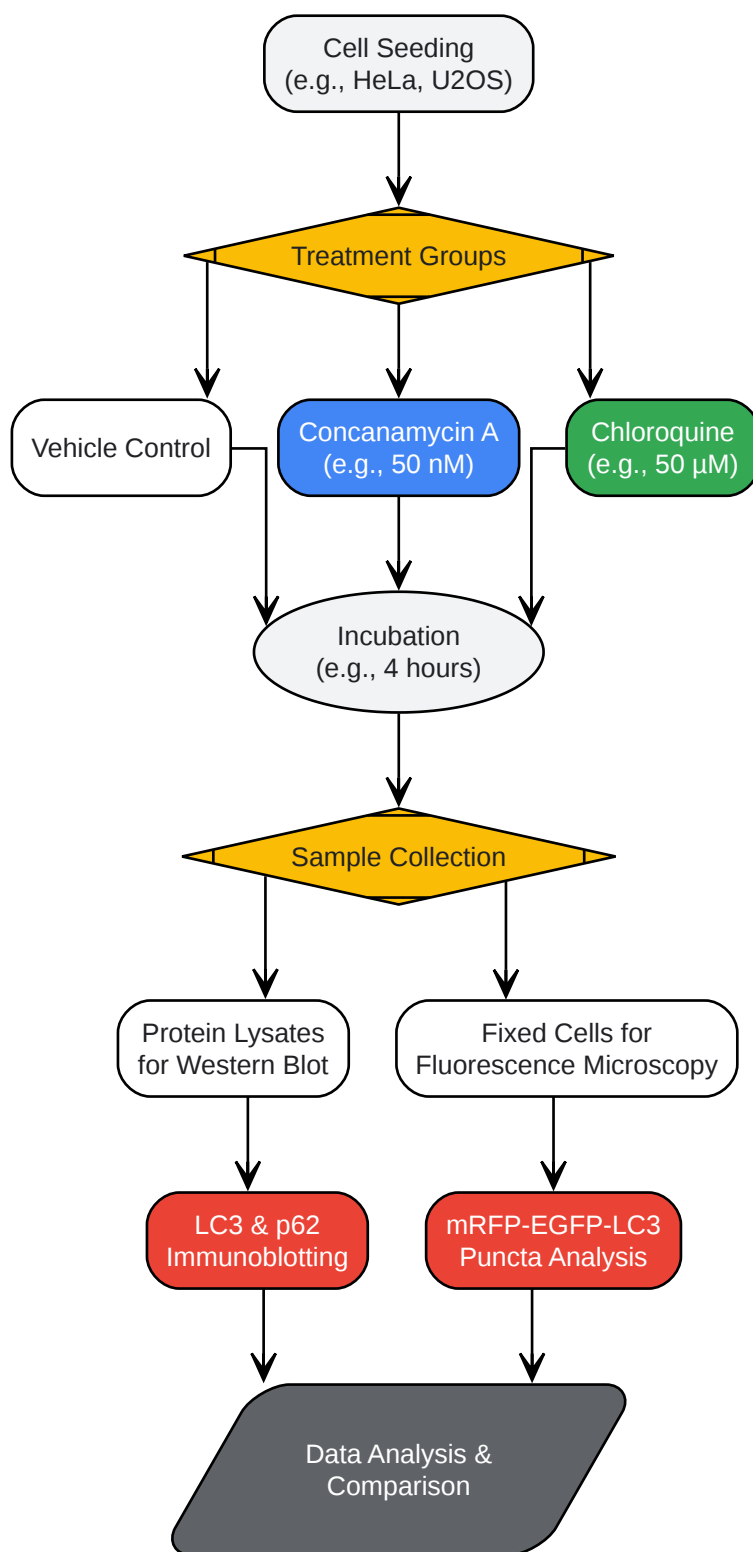 Cell Seeding
(e.g., HeLa, U2OS)
Treatment Groups
Vehicle Control
Concanamycin A
(e.g., 50 nM)
Chloroquine
(e.g., 50 µM)
Incubation
(e.g., 4 hours)
Sample Collection
Protein Lysates
for Western Blot
Fixed Cells for
Fluorescence Microscopy
LC3 & p62
Immunoblotting
mRFP-EGFP-LC3
Puncta Analysis
Data Analysis &
Comparison